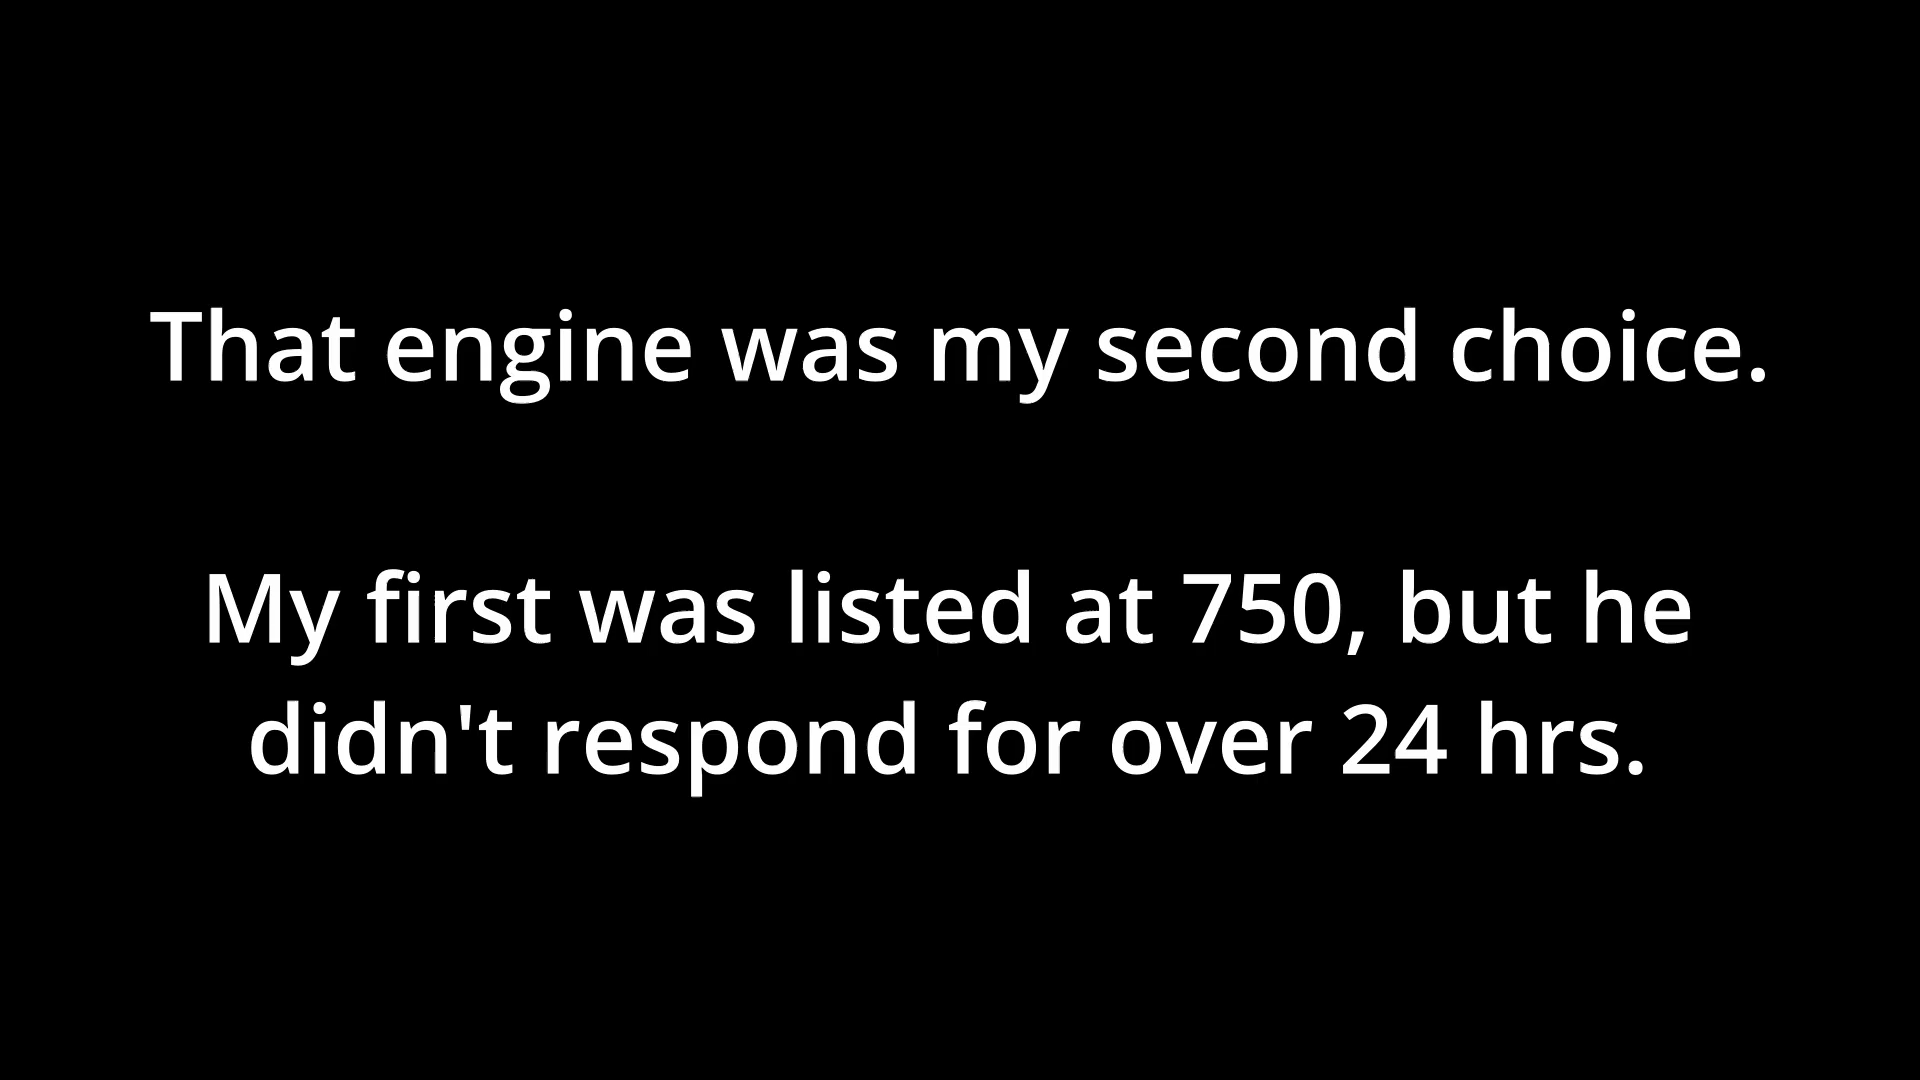 That engine was my second choice.
My first was listed at 750, but he
didn't respond for over 24 hrs.